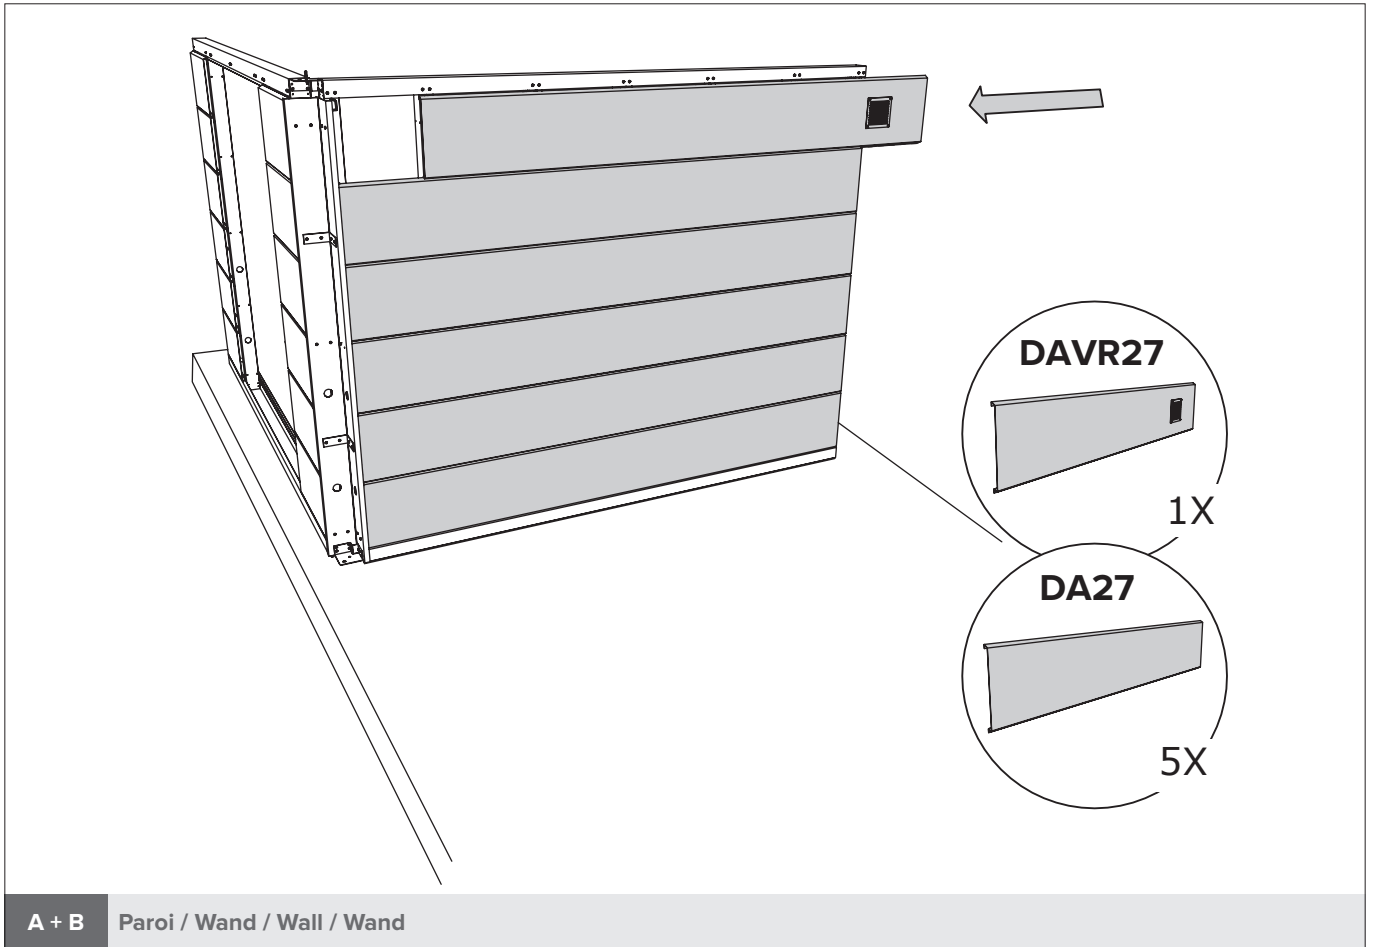 DAVR27
1X
DA27
5X
A + B
Paroi / Wand / Wall / Wand